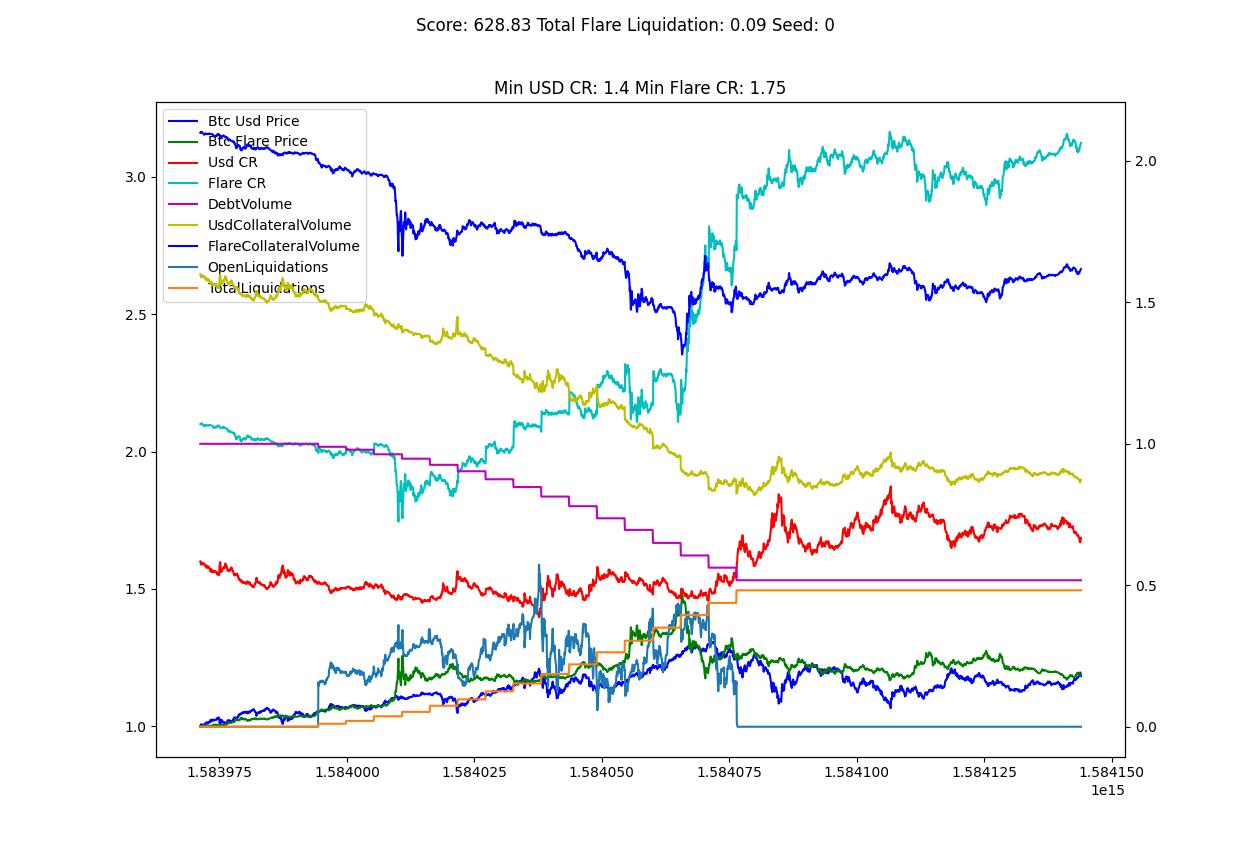 Score: 628.83 Total Flare Liquidation: 0.09 Seed: 0
Min USD CR: 1.4 Min Flare CR: 1.75
Btc Usd Price
Btc Flare Price
Usd CR
Flare CR
DebtVolume
UsdCollateralVolume
FlareCollateralVolume
OpenLiquidations
TotalLiquidations
3.0
2.5
2.0
1.5
1.0
2.0
1.5
1.0
0.5
0.0
1.583975
1.584000
1.584025
1.584050
1.584075
1.584100
1.584125
1.584150
1e15